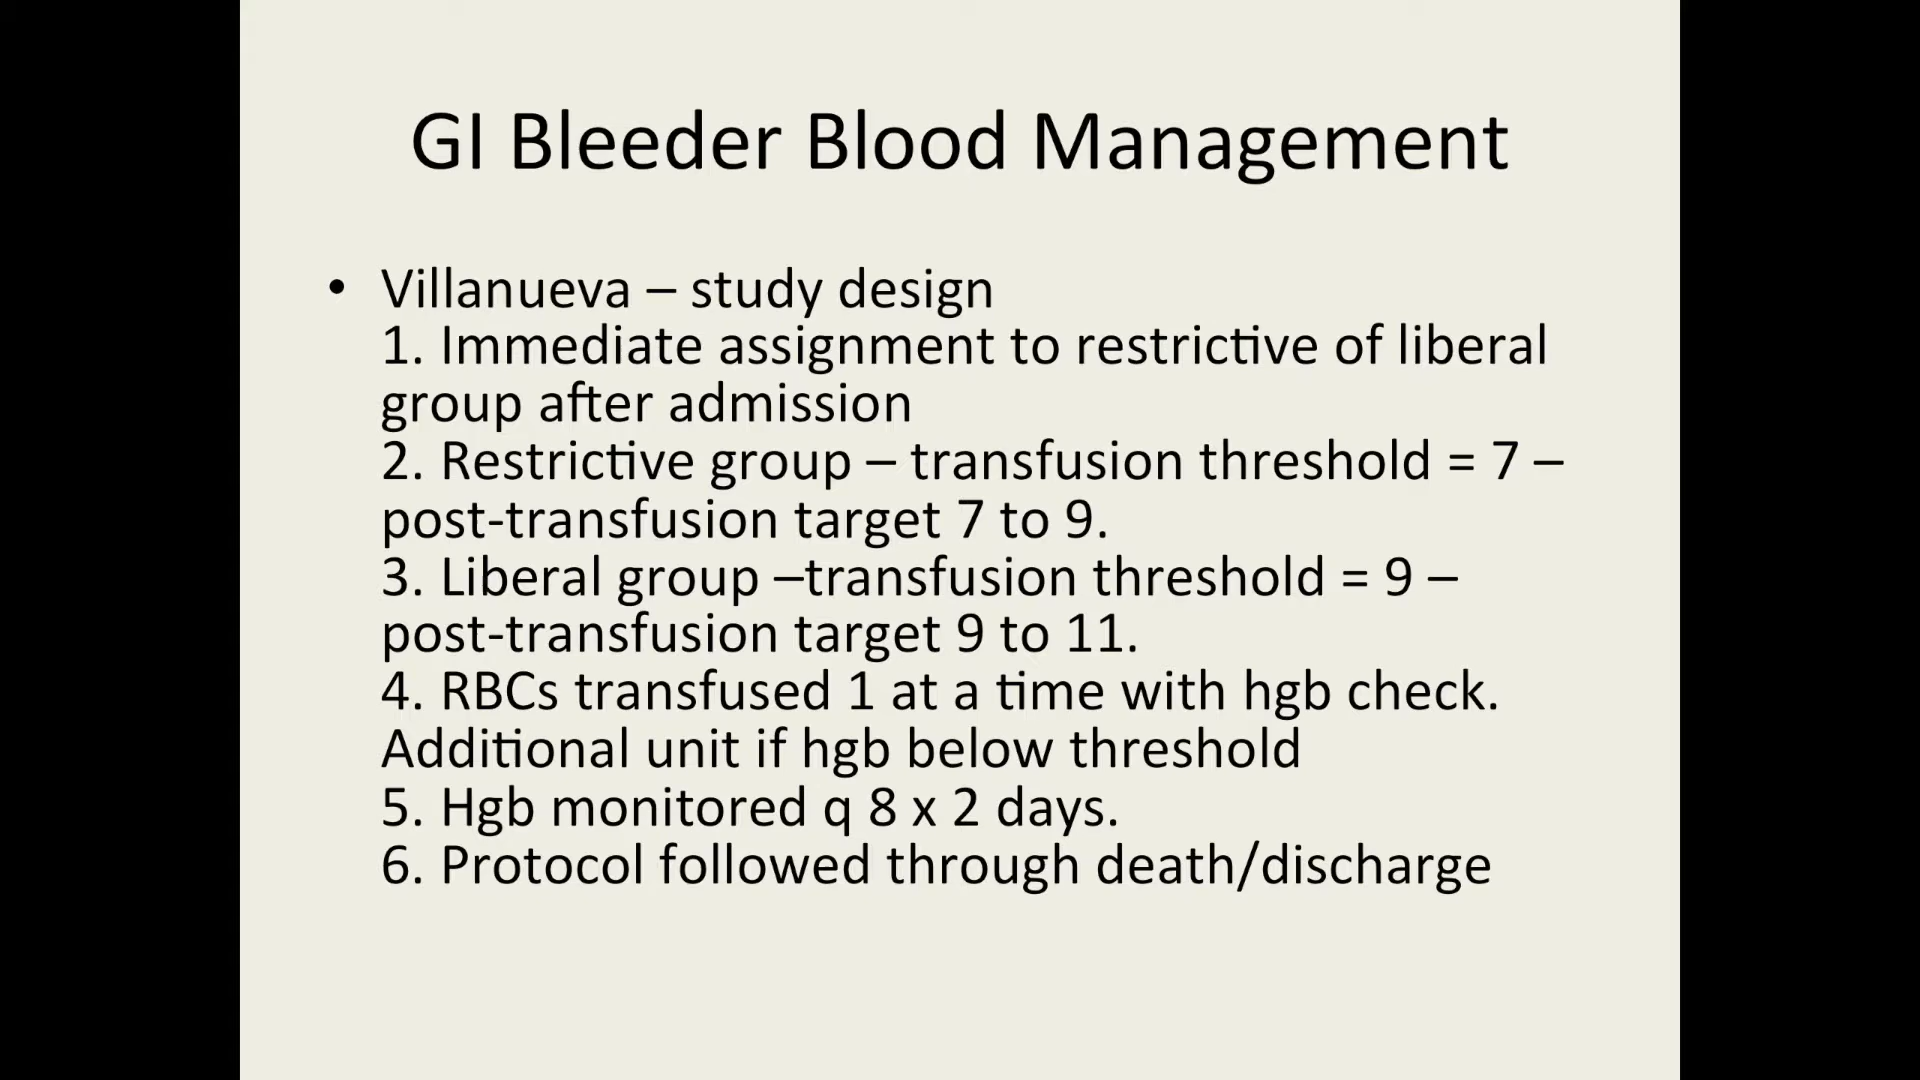 GI Bleeder Blood Management
• Villanueva – study design
1. Immediate assignment to restrictive of liberal
group after admission
2. Restrictive group – transfusion threshold = 7 –
post-transfusion target 7 to 9.
3. Liberal group –transfusion threshold = 9 –
post-transfusion target 9 to 11.
4. RBCs transfused 1 at a time with hgb check.
Additional unit if hgb below threshold
5. Hgb monitored q 8 x 2 days.
6. Protocol followed through death/discharge